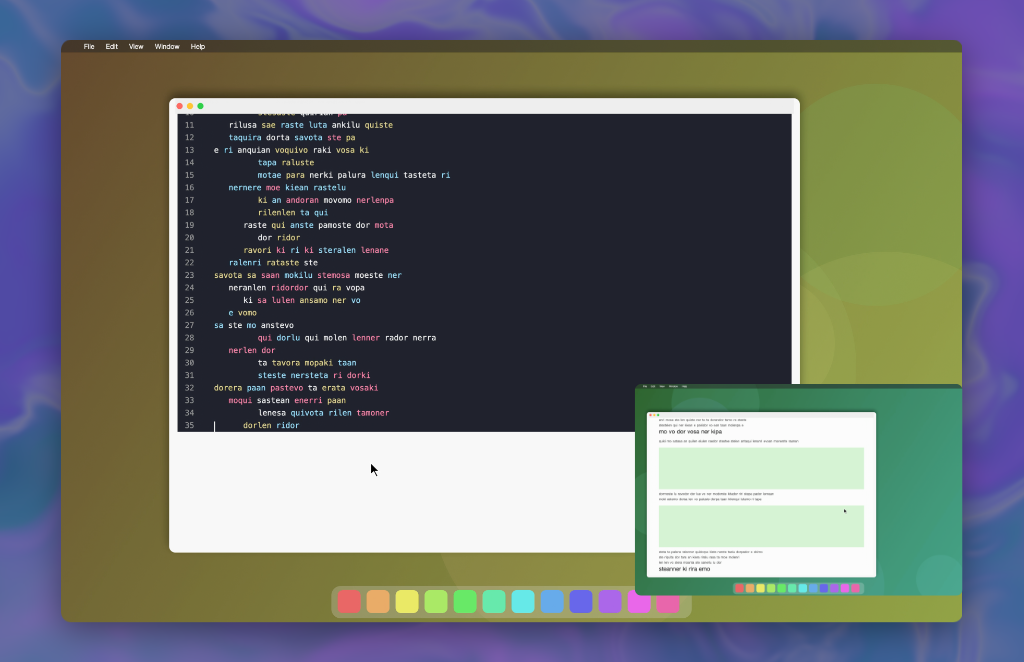 File Edit View Window Help
11 rilusa sae raste luta ankilu quiste
12 taquira dorta savota ste pa
13 e ri anquian voquivo raki vosa ki
14 tapa raluste
15 motae para nerki palura lenqui tasteta ri
16 nernere moe kiean rastelu
17 ki an andoran movomo nerlenpa
18 rilenlen ta qui
19 raste qui anste pamoste dor mota
20 dor ridor
21 ravori ki ri ki steralen lenane
22 ralenri rataste ste
23 savota sa saan mokilu stemosa moeste ner
24 neranlen ridordor qui ra vopa
25 ki sa lulen ansamo ner vo
26 e vomo
27 sa ste mo anstevo
28 qui dorlu qui molen lenner rador nerra
29 nerlen dor
30 ta tavora mopaki taan
31 steste nersteta ri dorki
32 dorera paan pastevo ta erata vosaki
33 moqui sastean enerri paan
34 lenesa quivota rilen tamoner
35 dorlen ridor
mo vo dor vosa ner kipa
steanner ki rira emo